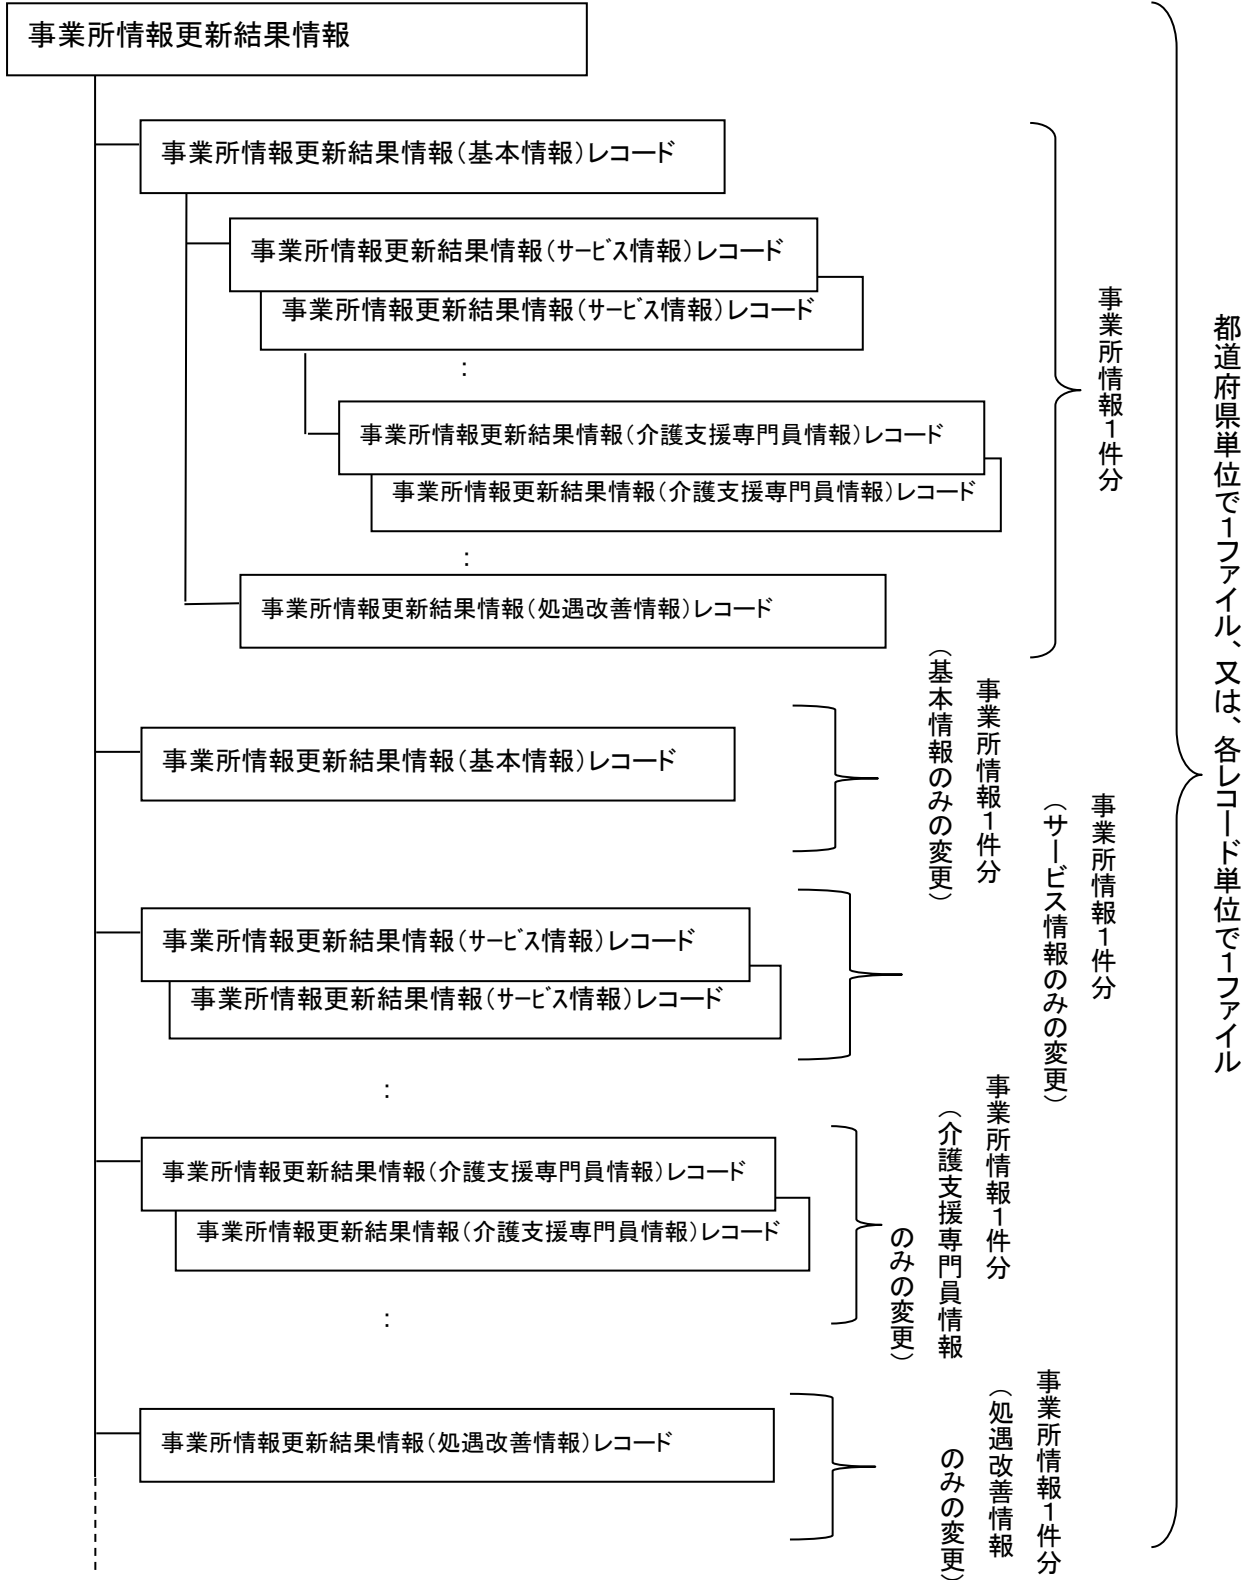 事業所情報更新結果情報
事業所情報更新結果情報(基本情報)レコード
事業所情報更新結果情報(サービス情報)レコード
事業所情報更新結果情報(サービス情報)レコード
:
事業所情報更新結果情報(介護支援専門員情報)レコード
事業所情報更新結果情報(介護支援専門員情報)レコード
:
事業所情報更新結果情報(処遇改善情報)レコード
事業所情報1件分
事業所情報更新結果情報(基本情報)レコード
事業所情報1件分
(基本情報のみの変更)
事業所情報更新結果情報(サービス情報)レコード
事業所情報更新結果情報(サービス情報)レコード
:
事業所情報1件分
(サービス情報のみの変更)
事業所情報更新結果情報(介護支援専門員情報)レコード
事業所情報更新結果情報(介護支援専門員情報)レコード
:
事業所情報1件分
(介護支援専門員情報
のみの変更)
事業所情報更新結果情報(処遇改善情報)レコード
事業所情報1件分
(処遇改善情報
のみの変更)
都道府県単位で1ファイル、又は、各レコード単位で1ファイル